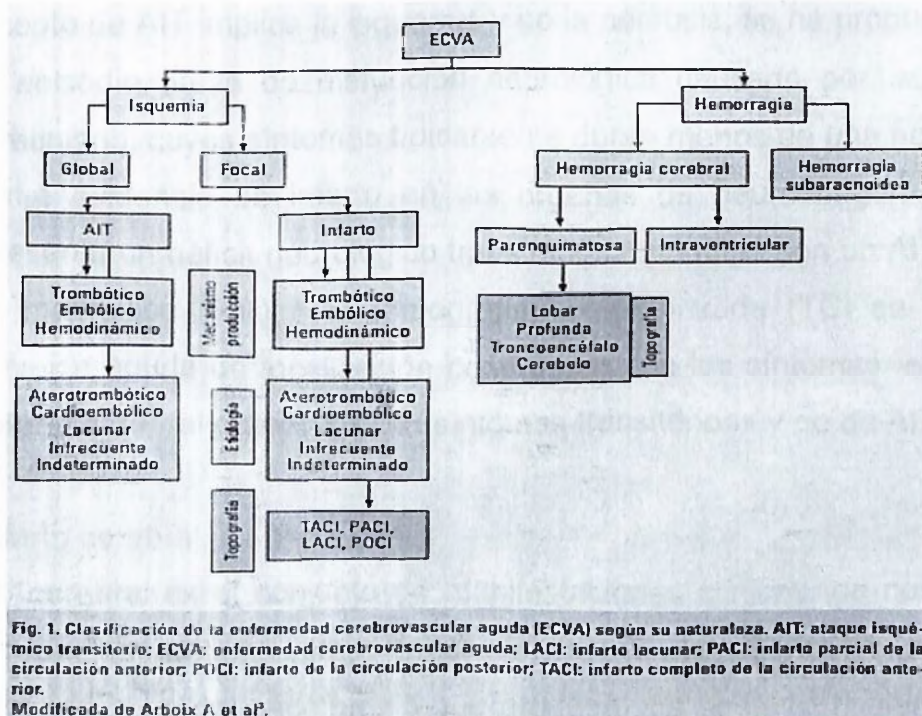 ECVA
Isquemia
Hemorragia
Global
Focal
Hemorragia cerebral
Hemorragia
subaracnoidea
AIT
Infarto
Parenquimatosa
Intraventricular
Trombótico
Embólico
Hemodinámico
Mecanismo
producción
Trombótico
Embólico
Hemodinámico
Lobar
Profunda
Troncoencéfalo
Cerebelo
Topografía
Aterotrombótico
Cardioembólico
Lacunar
Infrecuente
Indeterminado
Etiología
Aterotrombótico
Cardioembólico
Lacunar
Infrecuente
Indeterminado
Topografía
TACI, PACI,
LACI, POCI
Fig. 1. Clasificación de la enfermedad cerebrovascular aguda (ECVA) según su naturaleza. AIT: ataque isqué-
mico transitorio; ECVA: enfermedad cerebrovascular aguda; LACI: infarto lacunar; PACI: infarto parcial de la
circulación anterior; POCI: infarto de la circulación posterior; TACI: infarto completo de la circulación ante-
rior.
Modificada de Arboix A et al³.